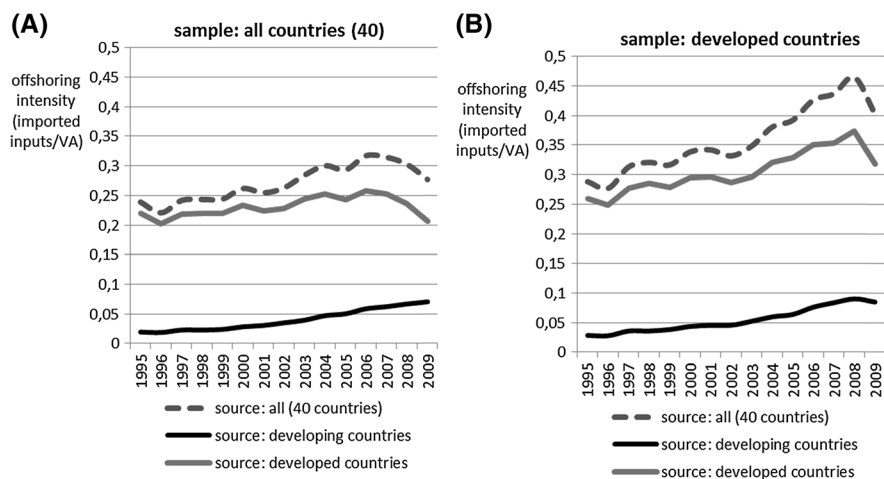 (A)
sample: all countries (40)
offshoring
intensity
(imported
inputs/VA)
0,5
0,45
0,4
0,35
0,3
0,25
0,2
0,15
0,1
0,05
0
1995
1996
1997
1998
1999
2000
2001
2002
2003
2004
2005
2006
2007
2008
2009
source: all (40 countries)
source: developing countries
source: developed countries
(B)
sample: developed countries
offshoring
intensity
(imported
inputs/VA)
0,5
0,45
0,4
0,35
0,3
0,25
0,2
0,15
0,1
0,05
0
1995
1996
1997
1998
1999
2000
2001
2002
2003
2004
2005
2006
2007
2008
2009
source: all (40 countries)
source: developing countries
source: developed countries